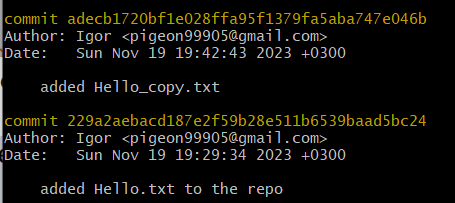 commit adecb1720bf1e028ffa95f1379fa5aba747e046b
Author: Igor <pigeon99905@gmail.com>
Date:   Sun Nov 19 19:42:43 2023 +0300
    added Hello_copy.txt
commit 229a2aebacd187e2f59b28e511b6539baad5bc24
Author: Igor <pigeon99905@gmail.com>
Date:   Sun Nov 19 19:29:34 2023 +0300
    added Hello.txt to the repo